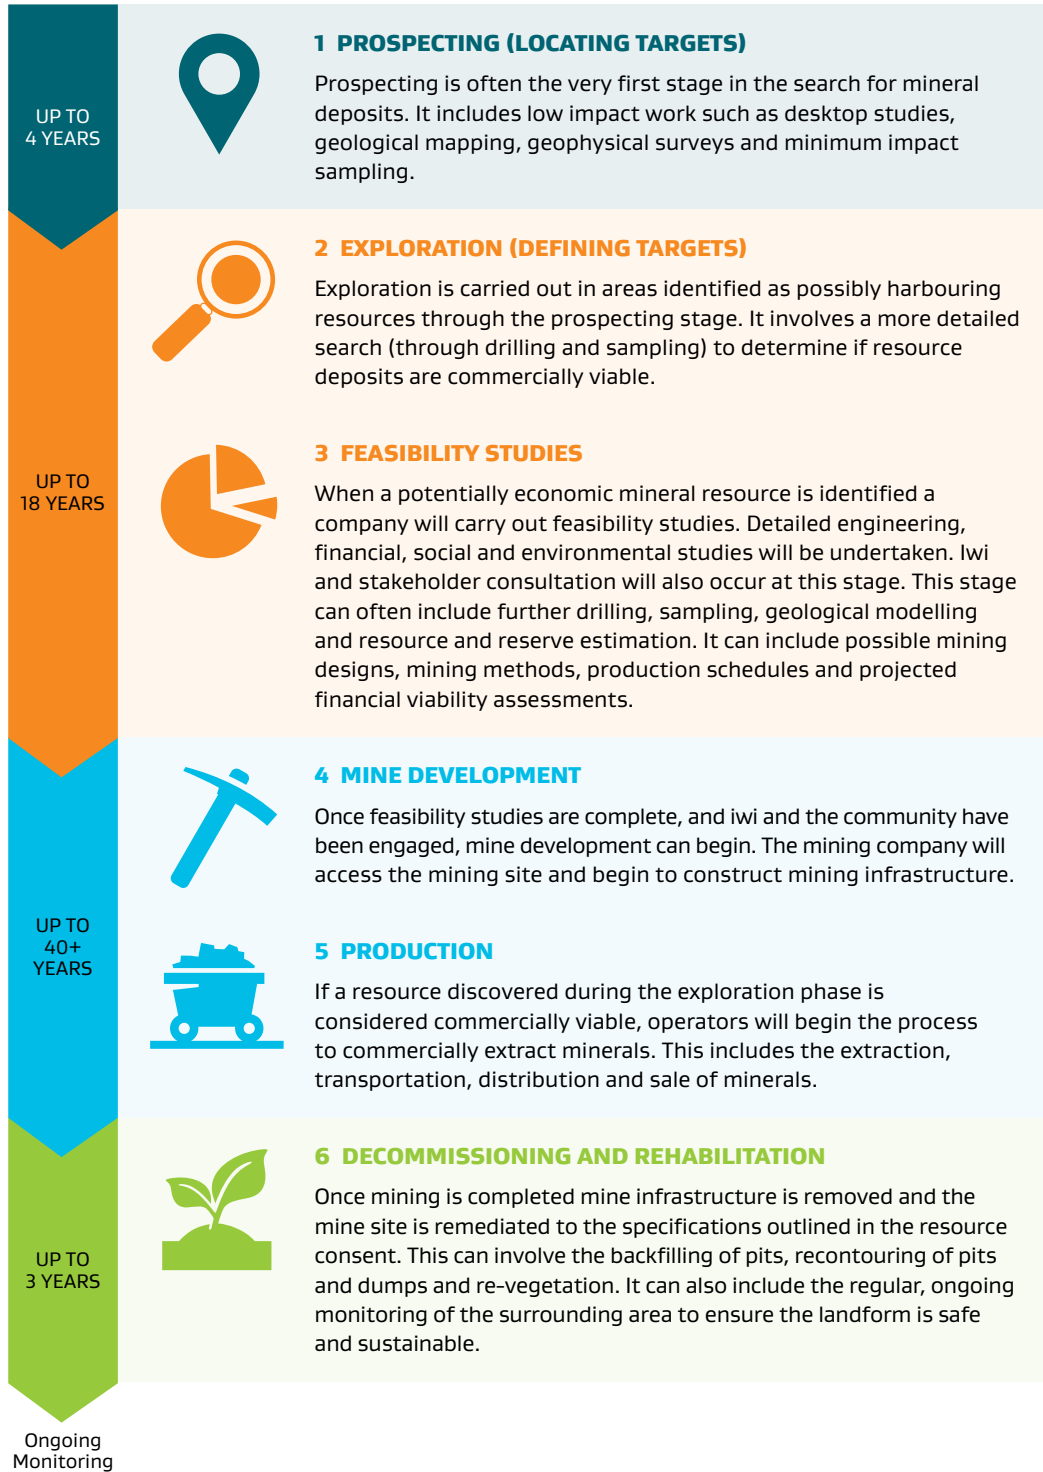 UP TO
4 YEARS
1 PROSPECTING (LOCATING TARGETS)
Prospecting is often the very first stage in the search for mineral
deposits. It includes low impact work such as desktop studies,
geological mapping, geophysical surveys and minimum impact
sampling.
UP TO
18 YEARS
2 EXPLORATION (DEFINING TARGETS)
Exploration is carried out in areas identified as possibly harbouring
resources through the prospecting stage. It involves a more detailed
search (through drilling and sampling) to determine if resource
deposits are commercially viable.
3 FEASIBILITY STUDIES
When a potentially economic mineral resource is identified a
company will carry out feasibility studies. Detailed engineering,
financial, social and environmental studies will be undertaken. Iwi
and stakeholder consultation will also occur at this stage. This stage
can often include further drilling, sampling, geological modelling
and resource and reserve estimation. It can include possible mining
designs, mining methods, production schedules and projected
financial viability assessments.
UP TO
40+
YEARS
4 MINE DEVELOPMENT
Once feasibility studies are complete, and iwi and the community have
been engaged, mine development can begin. The mining company will
access the mining site and begin to construct mining infrastructure.
5 PRODUCTION
If a resource discovered during the exploration phase is
considered commercially viable, operators will begin the process
to commercially extract minerals. This includes the extraction,
transportation, distribution and sale of minerals.
UP TO
3 YEARS
6 DECOMMISSIONING AND REHABILITATION
Once mining is completed mine infrastructure is removed and the
mine site is remediated to the specifications outlined in the resource
consent. This can involve the backfilling of pits, recontouring of pits
and dumps and re-vegetation. It can also include the regular, ongoing
monitoring of the surrounding area to ensure the landform is safe
and sustainable.
Ongoing
Monitoring